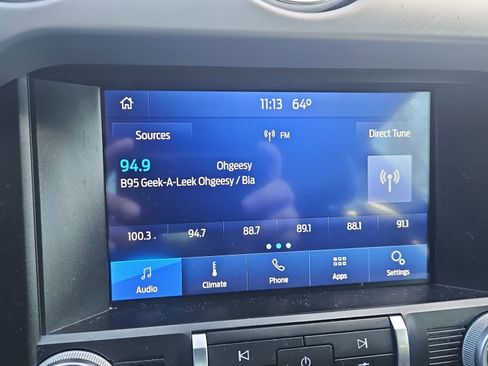 11:13 64°
Sources FM Direct Tune
94.9 Ohgeesy
B95 Geek-A-Leek Ohgeesy / Bia
100.3 . 94.7 88.7 89.1 88.1 91.1
Audio Climate Phone Apps Settings